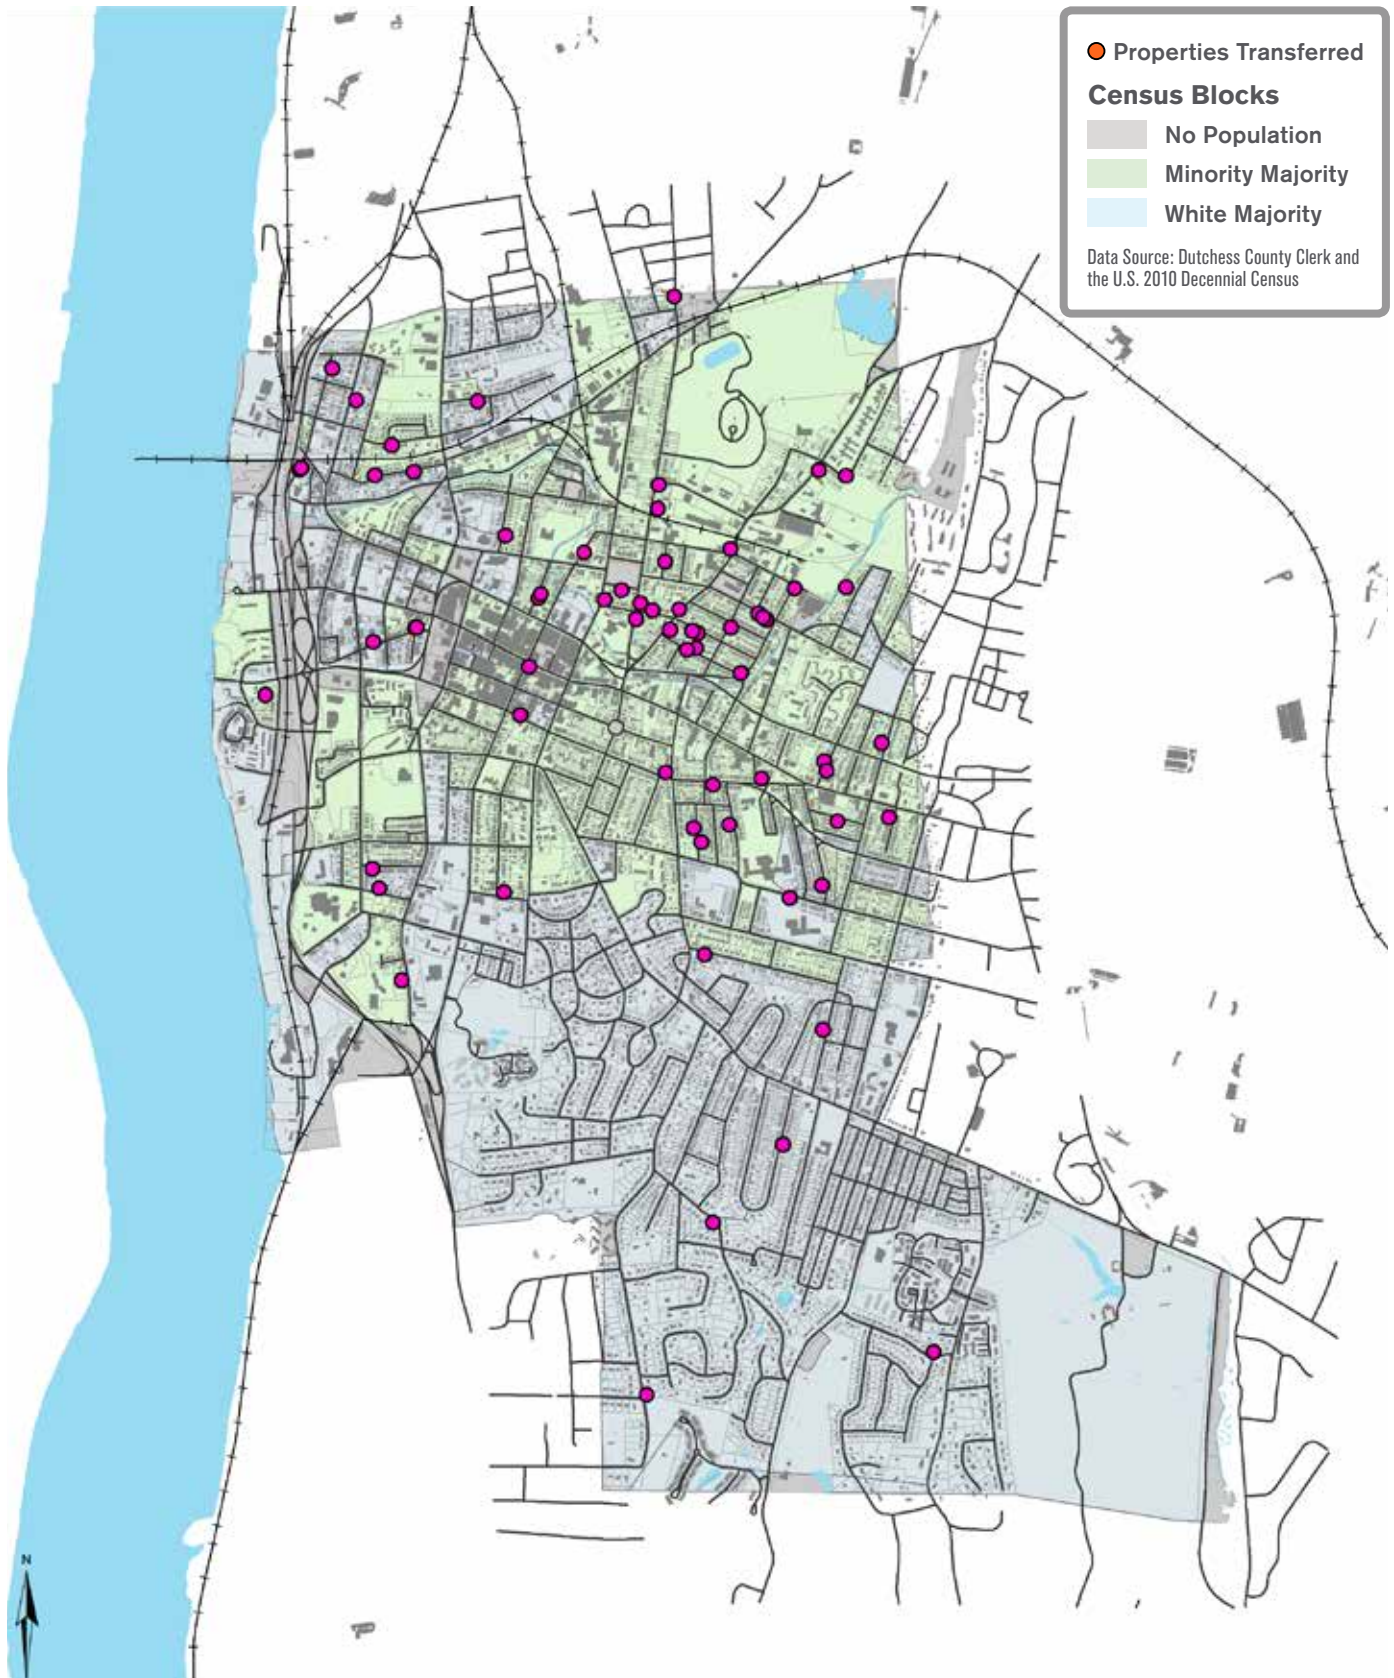 Properties Transferred
Census Blocks
No Population
Minority Majority
White Majority
Data Source: Dutchess County Clerk and
the U.S. 2010 Decennial Census
N